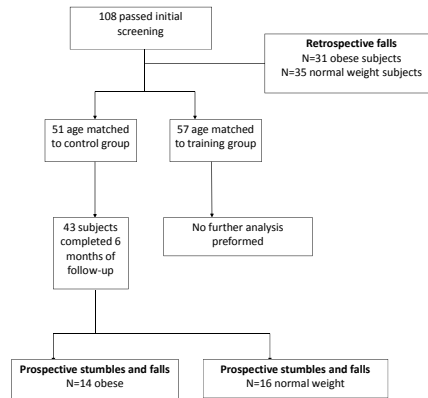 108 passed initial
screening
Retrospective falls
N=31 obese subjects
N=35 normal weight subjects
51 age matched
to control group
57 age matched
to training group
43 subjects
completed 6
months of
follow-up
No further analysis
preformed
Prospective stumbles and falls
N=14 obese
Prospective stumbles and falls
N=16 normal weight